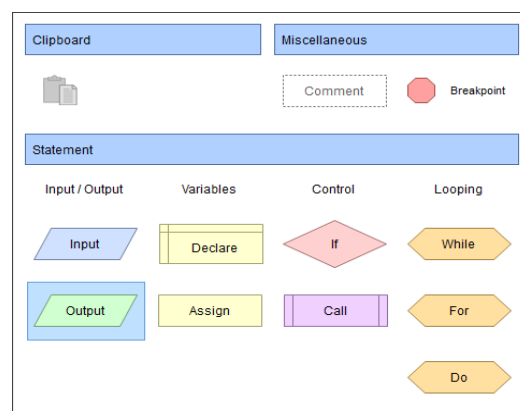 Clipboard
Miscellaneous
Comment
Breakpoint
Statement
Input / Output
Variables
Control
Looping
Input
Declare
If
While
Output
Assign
Call
For
Do